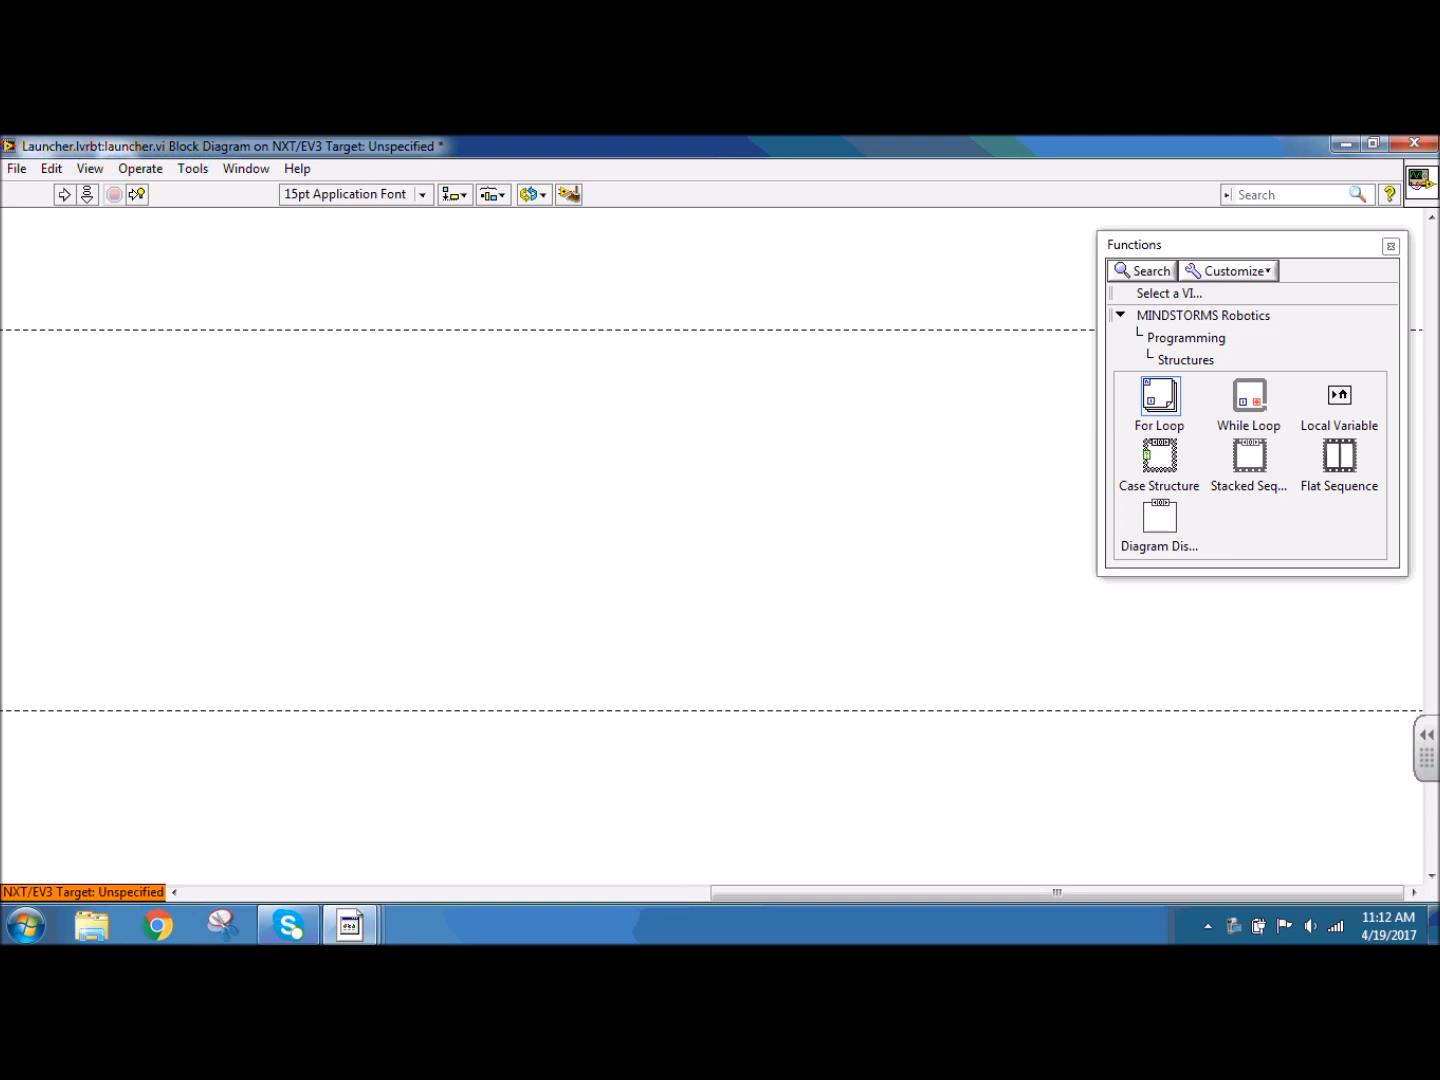 Launcher.lvrbt:launcher.vi Block Diagram on NXT/EV3 Target: Unspecified *
File Edit View Operate Tools Window Help
15pt Application Font
Search
Functions
Search Customize
Select a VI...
MINDSTORMS Robotics
Programming
Structures
For Loop While Loop Local Variable
Case Structure Stacked Seq... Flat Sequence
Diagram Dis...
NXT/EV3 Target: Unspecified
11:12 AM
4/19/2017